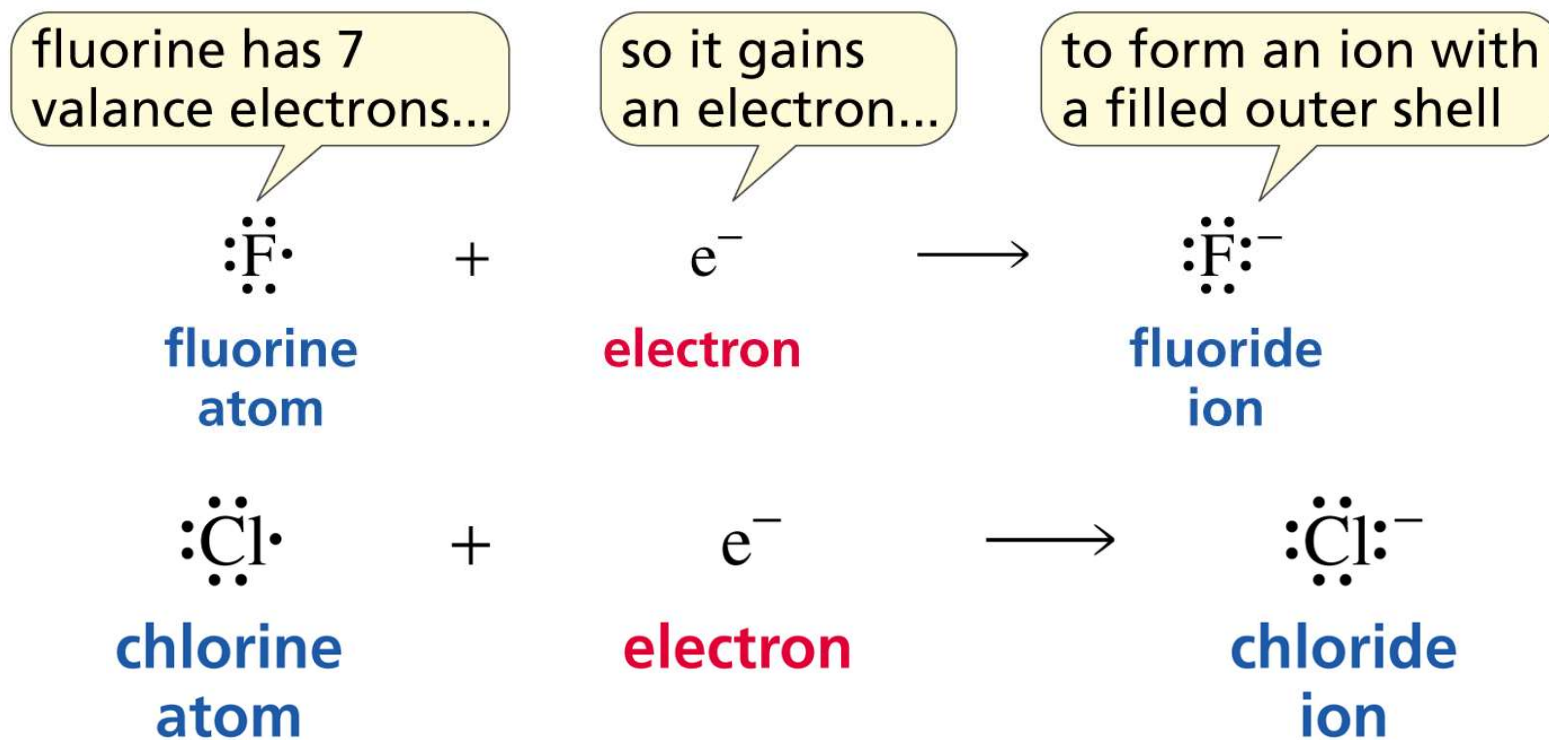 fluorine has 7
valance electrons...
so it gains
an electron...
to form an ion with
a filled outer shell
:F· + e⁻ ⟶ :F:⁻
fluorine
atom
electron
fluoride
ion
:Cl· + e⁻ ⟶ :Cl:⁻
chlorine
atom
electron
chloride
ion